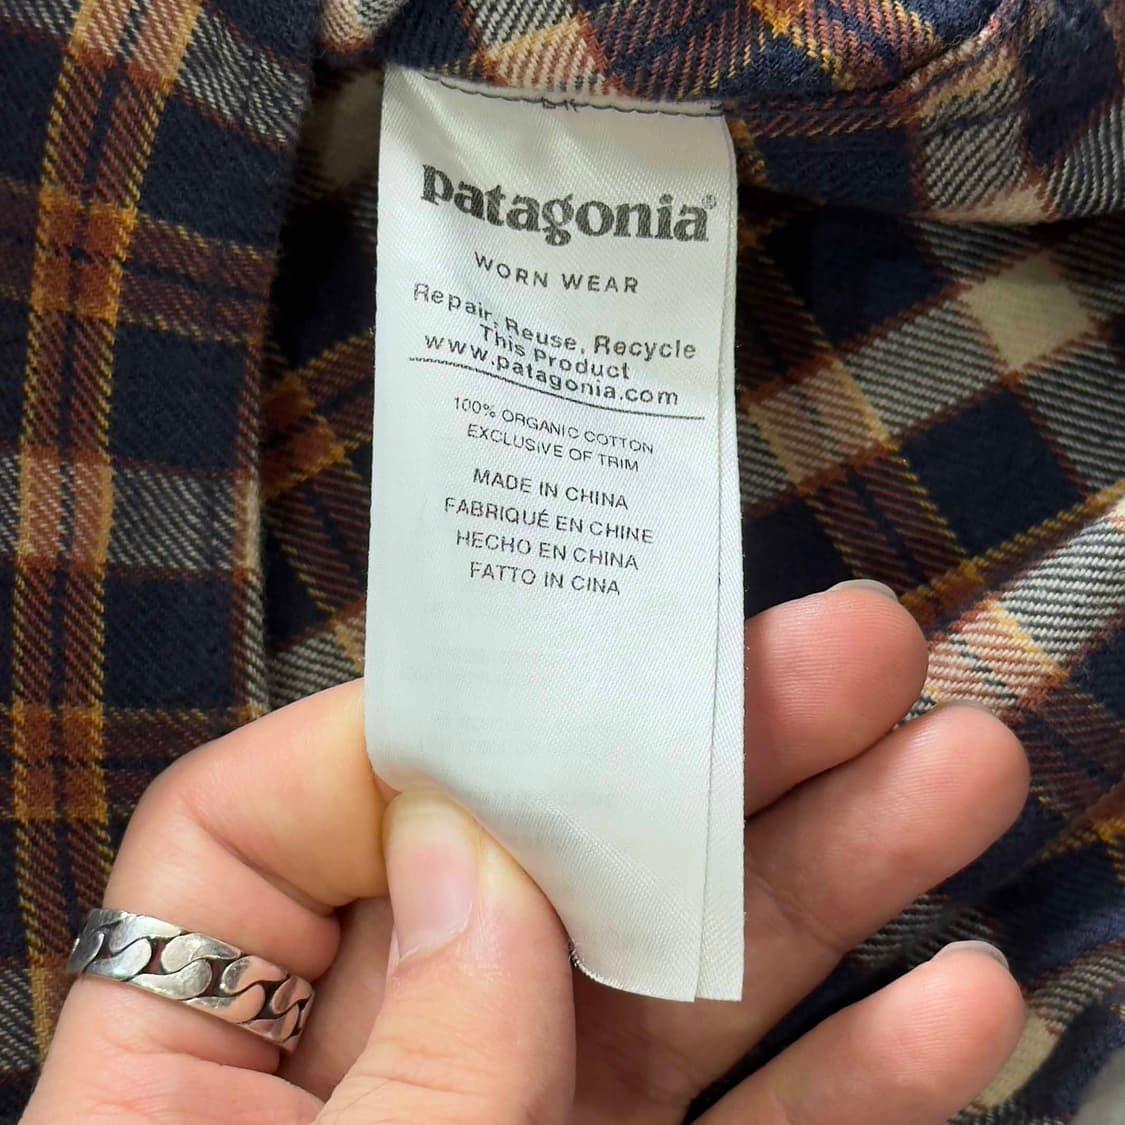 patagonia®
WORN WEAR
Repair, Reuse, Recycle
This Product
www.patagonia.com
100% ORGANIC COTTON
EXCLUSIVE OF TRIM
MADE IN CHINA
FABRIQUÉ EN CHINE
HECHO EN CHINA
FATTO IN CINA